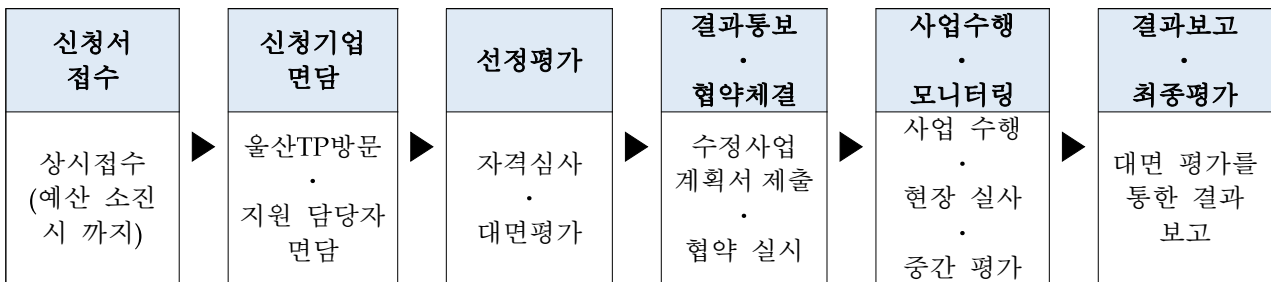 신청서
접수
상시접수
(예산 소진
시 까지)
▶
신청기업
면담
울산TP방문
·
지원 담당자
면담
▶
선정평가
자격심사
·
대면평가
▶
결과통보
·
협약체결
수정사업
계획서 제출
·
협약 실시
▶
사업수행
·
모니터링
사업 수행
·
현장 실사
·
중간 평가
▶
결과보고
·
최종평가
대면 평가를
통한 결과
보고